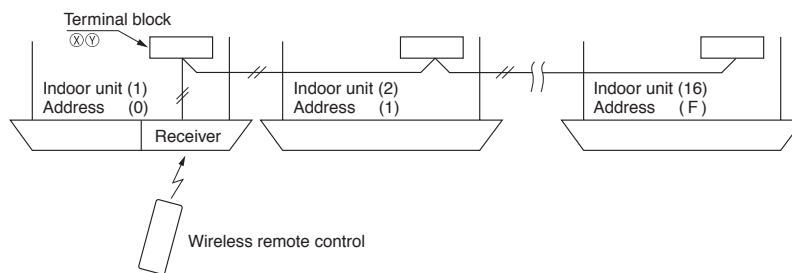 Terminal block
ⓍⓎ
Indoor unit (1)
Address (0)
Receiver
Indoor unit (2)
Address (1)
Indoor unit (16)
Address (F)
Wireless remote control